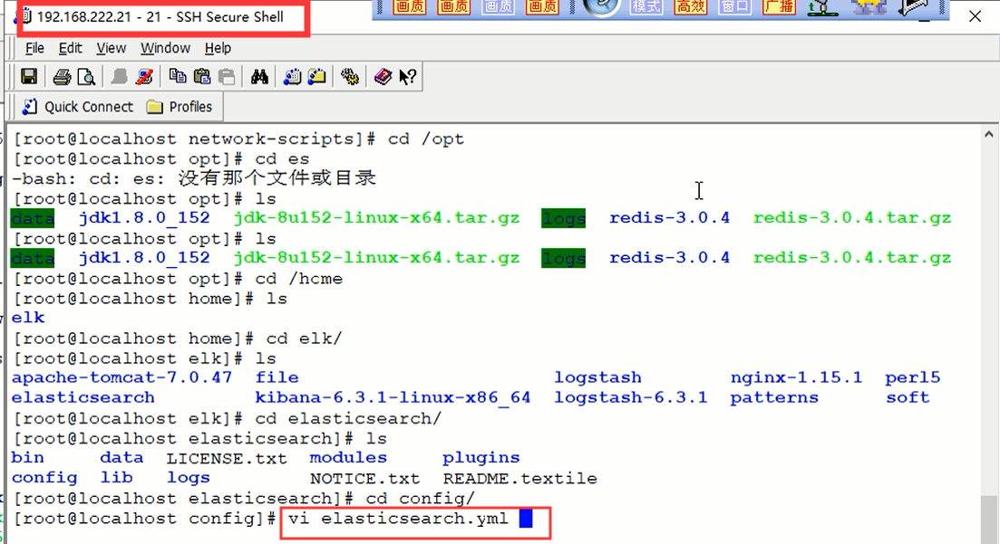 192.168.222.21 - 21 - SSH Secure Shell
画质 画质 画质 画质 模式 高效 窗口 广播
File Edit View Window Help
Quick Connect Profiles
[root@localhost network-scripts]# cd /opt
[root@localhost opt]# cd es
-bash: cd: es: 没有那个文件或目录
[root@localhost opt]# ls
data jdk1.8.0_152 jdk-8u152-linux-x64.tar.gz logs redis-3.0.4 redis-3.0.4.tar.gz
[root@localhost opt]# ls
data jdk1.8.0_152 jdk-8u152-linux-x64.tar.gz logs redis-3.0.4 redis-3.0.4.tar.gz
[root@localhost opt]# cd /hcme
[root@localhost home]# ls
elk
[root@localhost home]# cd elk/
[root@localhost elk]# ls
apache-tomcat-7.0.47 file logstash nginx-1.15.1 perl5
elasticsearch kibana-6.3.1-linux-x86_64 logstash-6.3.1 patterns soft
[root@localhost elk]# cd elasticsearch/
[root@localhost elasticsearch]# ls
bin data LICENSE.txt modules plugins
config lib logs NOTICE.txt README.textile
[root@localhost elasticsearch]# cd config/
[root@localhost config]# vi elasticsearch.yml